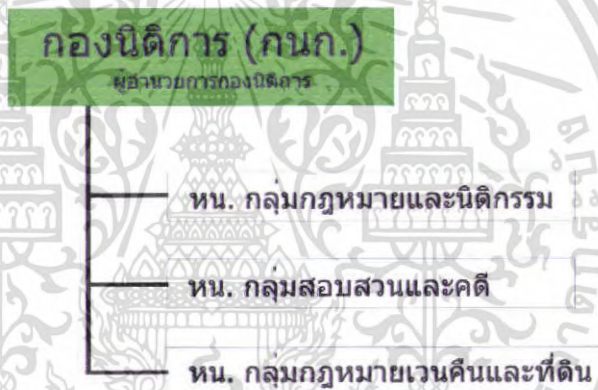 กองนิติการ (กนก.)
ผู้อำนวยการกองนิติการ
หน. กลุ่มกฎหมายและนิติกรรม
หน. กลุ่มสอบสวนและคดี
หน. กลุ่มกฎหมายเวนคืนและที่ดิน